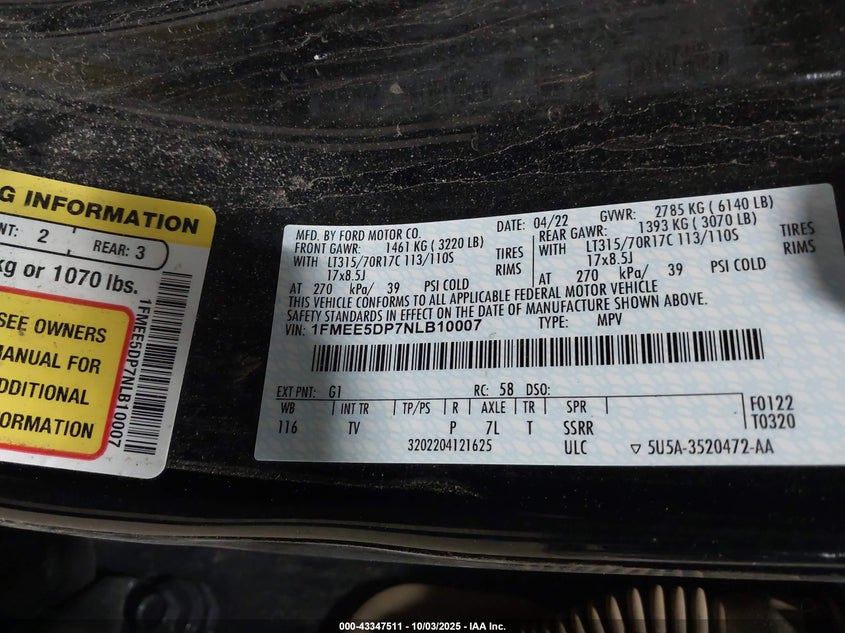 G INFORMATION
NT: 2 REAR: 3
kg or 1070 lbs.
SEE OWNERS
MANUAL FOR
ADDITIONAL
INFORMATION
1FMEE5DP7NLB10007
MFD. BY FORD MOTOR CO. DATE: 04/22 GVWR: 2785 KG ( 6140 LB)
FRONT GAWR: 1461 KG ( 3220 LB) REAR GAWR: 1393 KG ( 3070 LB)
WITH LT315/70R17C 113/110S TIRES WITH LT315/70R17C 113/110S TIRES
17x8.5J RIMS 17x8.5J RIMS
AT 270 kPa/ 39 PSI COLD AT 270 kPa/ 39 PSI COLD
THIS VEHICLE CONFORMS TO ALL APPLICABLE FEDERAL MOTOR VEHICLE
SAFETY STANDARDS IN EFFECT ON THE DATE OF MANUFACTURE SHOWN ABOVE.
VIN: 1FMEE5DP7NLB10007 TYPE: MPV
EXT PNT: G1 RC: 58 DSO:
WB INT TR TP/PS R AXLE TR SPR F0122
116 TV P 7L T SSRR T0320
3202204121625 ULC ▽ 5U5A-3520472-AA
000-43347511 - 10/03/2025 - IAA Inc.